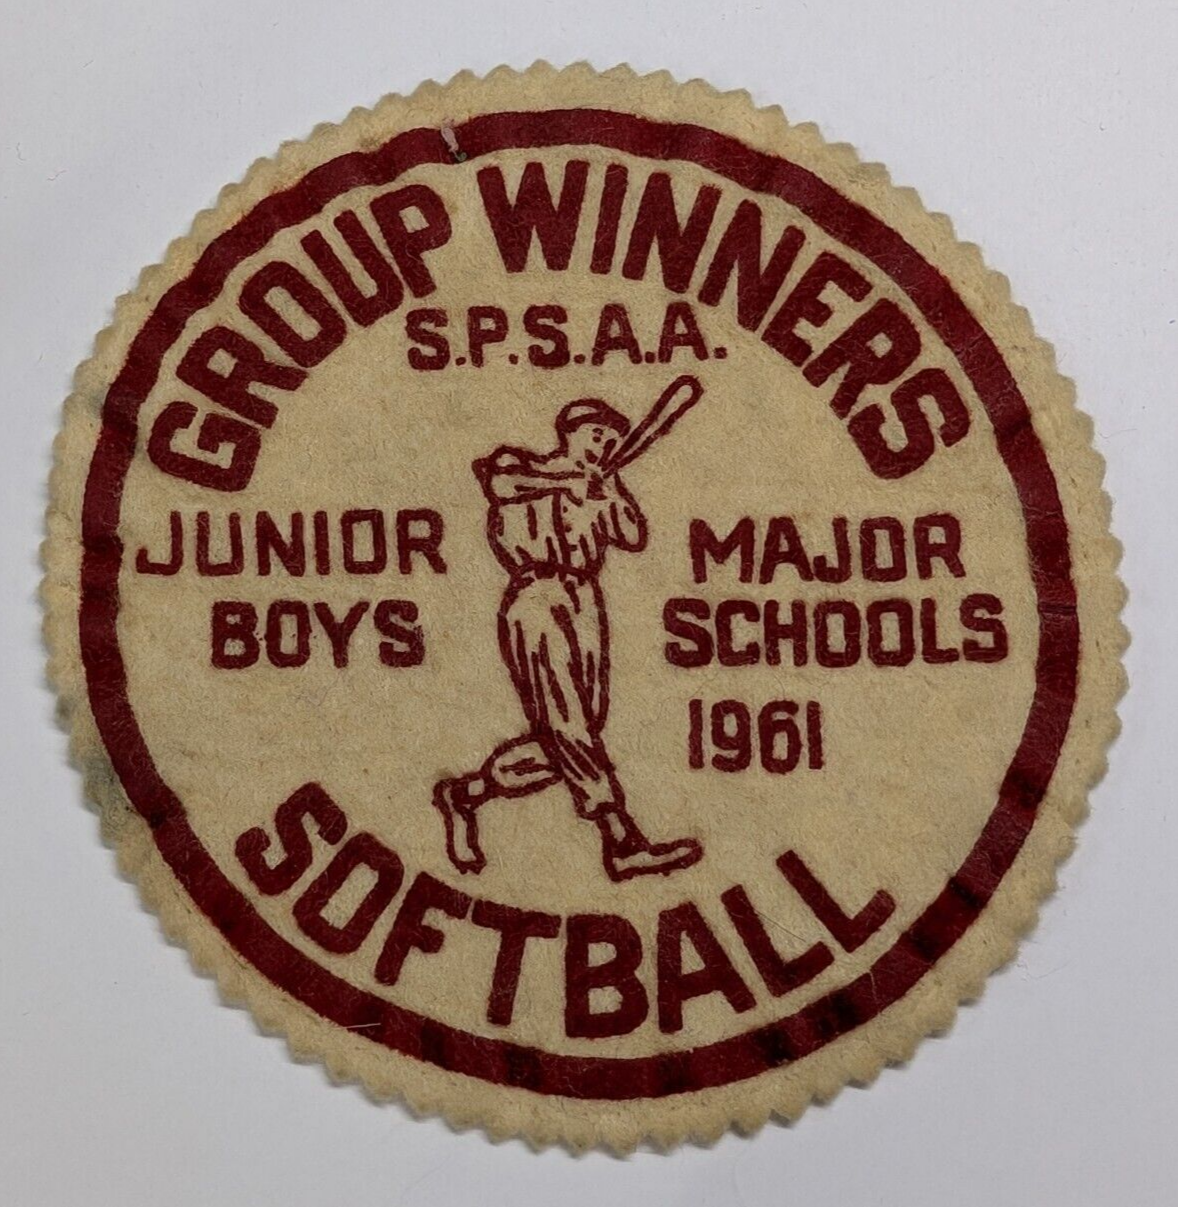 GROUP WINNERS
S.P.S.A.A.
JUNIOR
BOYS
MAJOR
SCHOOLS
1961
SOFTBALL